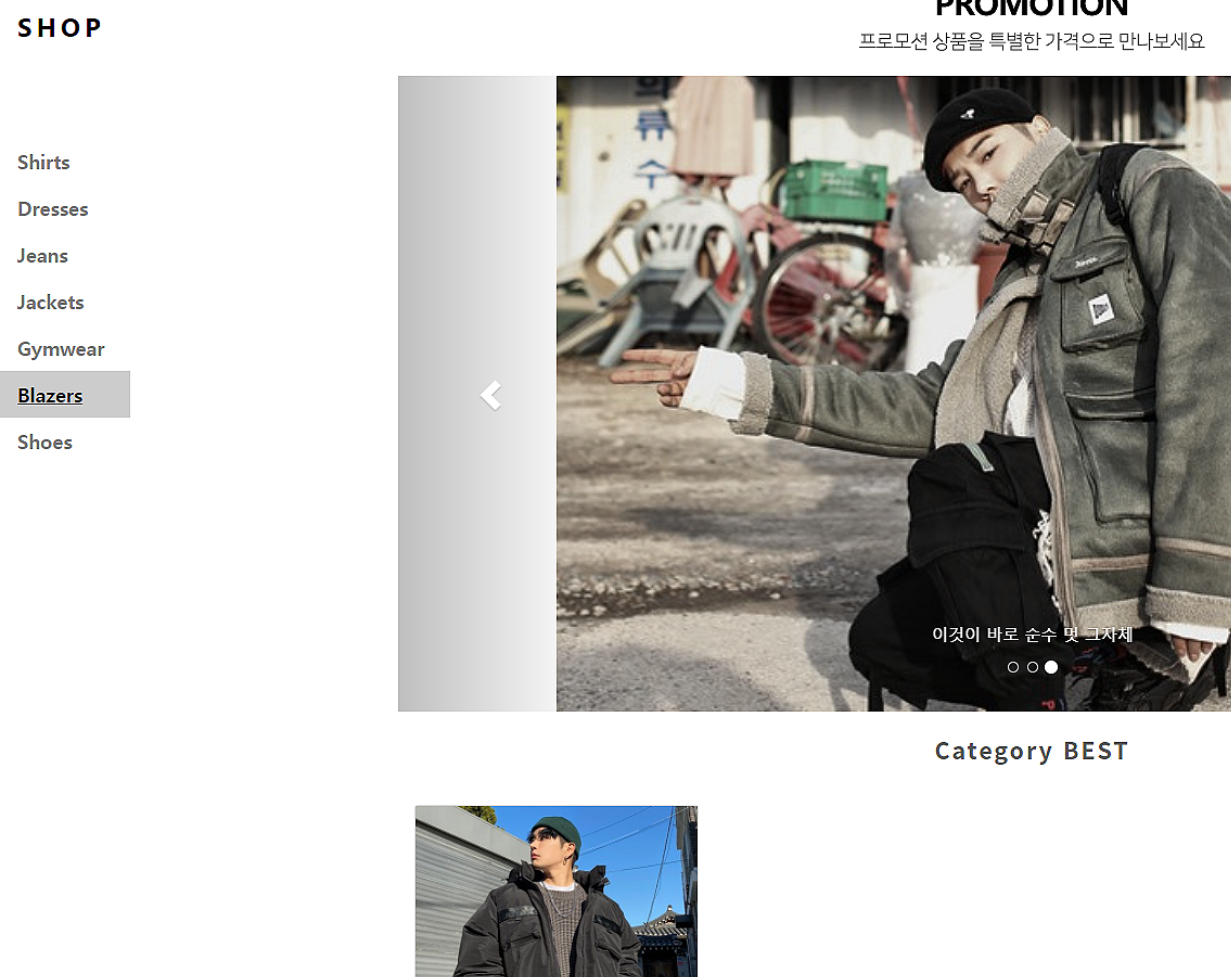 SHOP
PROMOTION
프로모션 상품을 특별한 가격으로 만나보세요
Shirts
Dresses
Jeans
Jackets
Gymwear
Blazers
Shoes
류
수
이것이 바로 순수 멋 그자체
Category BEST